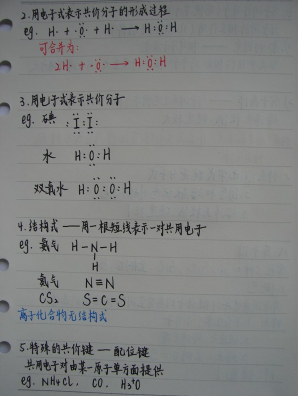 2.用电子式表示共价分子的形成过程
eg. H· + ·Ö· + H· → H:Ö:H
可合并为:
2H· + ·Ö· → H:Ö:H
3.用电子式表示共价分子
eg. 碘 :Ï:Ï:
水 H:Ö:H
双氧水 H:Ö:Ö:H
4.结构式 —— 用一根短线表示一对共用电子
eg. 氨气 H-N-H
|
H
氮气 N≡N
CS₂ S=C=S
离子化合物无结构式
5.特殊的共价键 — 配位键
共用电子对由某一原子单方面提供
eg. NH₄Cl, CO, H₃⁺O